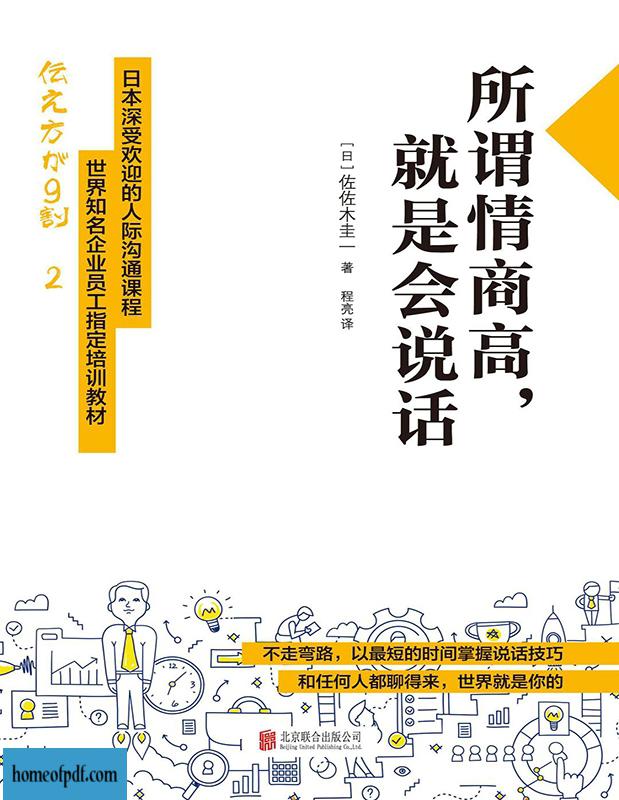 所谓情商高，
就是会说话
［日］佐佐木圭一 著 程亮 译
日本深受欢迎的人际沟通课程
世界知名企业员工指定培训教材
伝え方が9割 2
不走弯路，以最短的时间掌握说话技巧
和任何人都聊得来，世界就是你的
北京联合出版公司
Beijing United Publishing Co.,Ltd.
homeofpdf.com